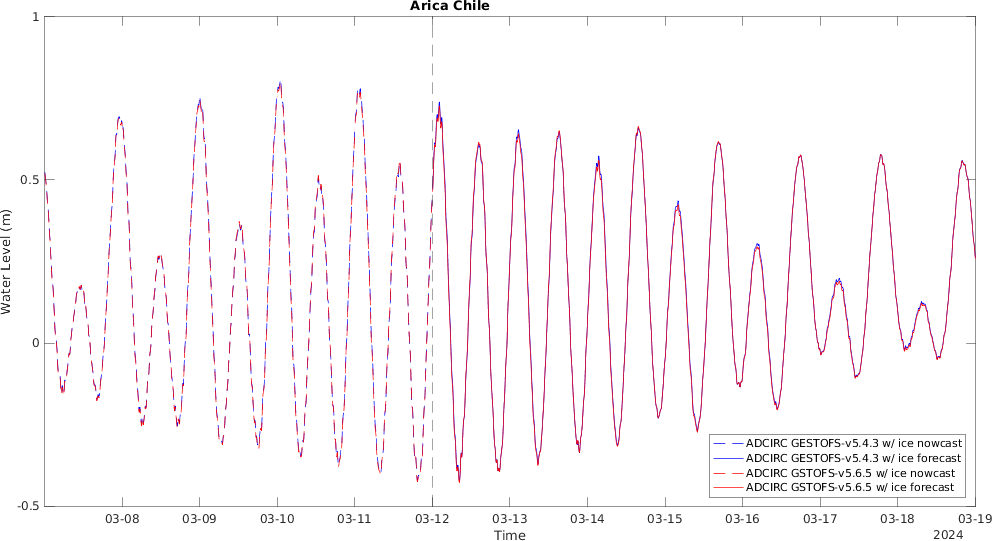 Arica Chile
1
0.5
0
-0.5
Water Level (m)
ADCIRC GESTOFS-v5.4.3 w/ ice nowcast
ADCIRC GESTOFS-v5.4.3 w/ ice forecast
ADCIRC GSTOFS-v5.6.5 w/ ice nowcast
ADCIRC GSTOFS-v5.6.5 w/ ice forecast
03-08 03-09 03-10 03-11 03-12 03-13 03-14 03-15 03-16 03-17 03-18 03-19
Time
2024